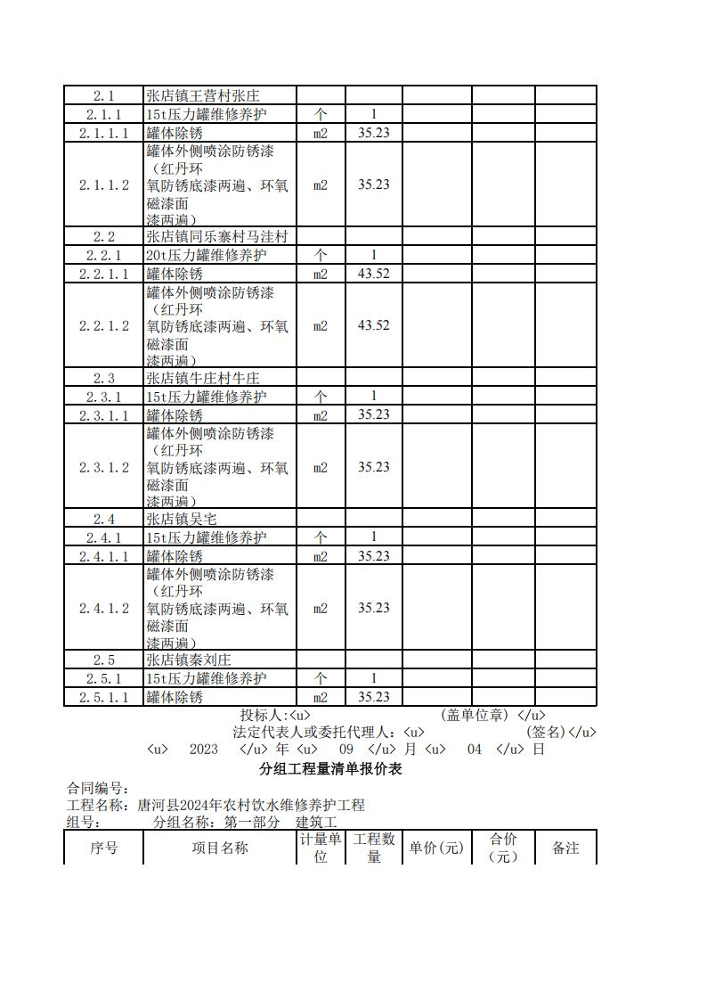 2.1 张店镇王营村张庄
2.1.1 15t压力罐维修养护 个 1
2.1.1.1 罐体除锈 m2 35.23
罐体外侧喷涂防锈漆
（红丹环
2.1.1.2 氧防锈底漆两遍、环氧 m2 35.23
磁漆面
漆两遍）
2.2 张店镇同乐寨村马洼村
2.2.1 20t压力罐维修养护 个 1
2.2.1.1 罐体除锈 m2 43.52
罐体外侧喷涂防锈漆
（红丹环
2.2.1.2 氧防锈底漆两遍、环氧 m2 43.52
磁漆面
漆两遍）
2.3 张店镇牛庄村牛庄
2.3.1 15t压力罐维修养护 个 1
2.3.1.1 罐体除锈 m2 35.23
罐体外侧喷涂防锈漆
（红丹环
2.3.1.2 氧防锈底漆两遍、环氧 m2 35.23
磁漆面
漆两遍）
2.4 张店镇吴宅
2.4.1 15t压力罐维修养护 个 1
2.4.1.1 罐体除锈 m2 35.23
罐体外侧喷涂防锈漆
（红丹环
2.4.1.2 氧防锈底漆两遍、环氧 m2 35.23
磁漆面
漆两遍）
2.5 张店镇秦刘庄
2.5.1 15t压力罐维修养护 个 1
2.5.1.1 罐体除锈 m2 35.23
投标人:<u> (盖单位章) </u>
法定代表人或委托代理人: <u> (签名)</u>
<u> 2023 </u> 年 <u> 09 </u> 月 <u> 04 </u> 日
分组工程量清单报价表
合同编号:
工程名称: 唐河县2024年农村饮水维修养护工程
组号: 分组名称: 第一部分 建筑工
序号 项目名称 计量单位 工程数量 单价(元) 合价（元） 备注